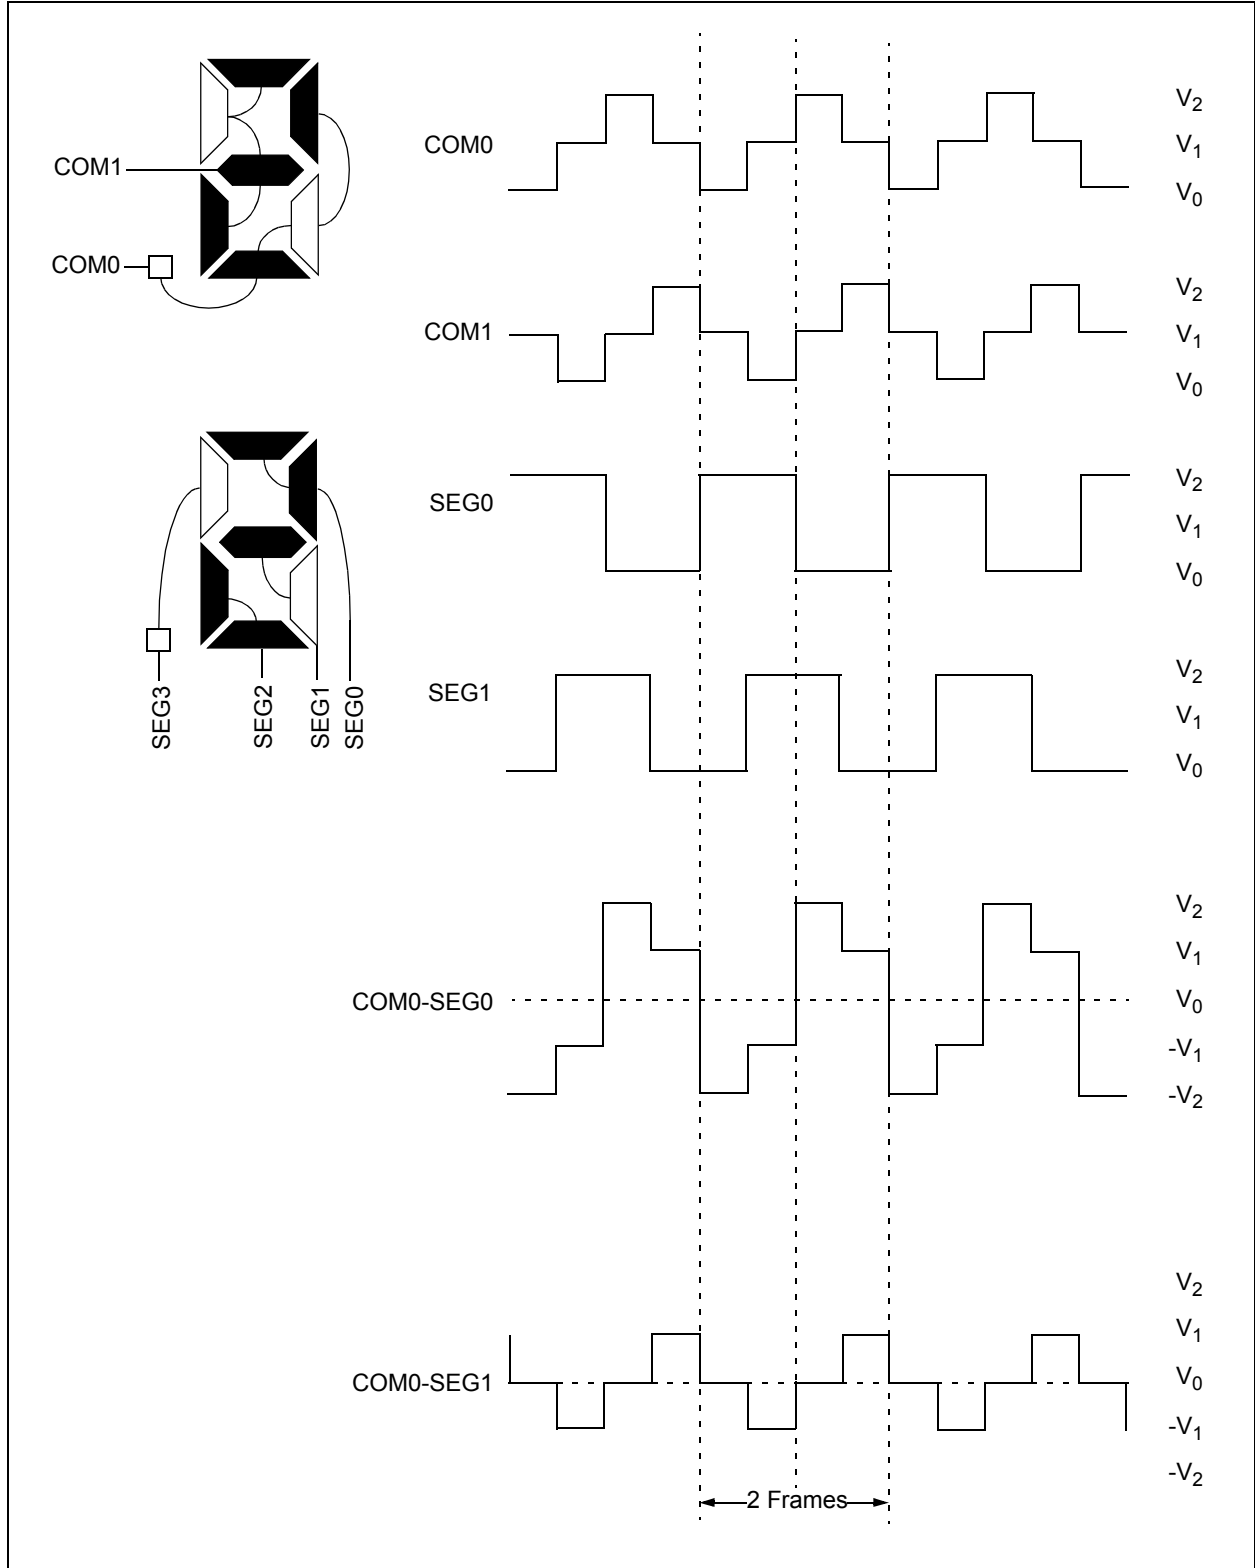 COM1
COM0
COM0
V₂
V₁
V₀
COM1
V₂
V₁
V₀
SEG0
V₂
V₁
V₀
SEG3
SEG2
SEG1
SEG0
SEG1
V₂
V₁
V₀
COM0-SEG0
V₂
V₁
V₀
-V₁
-V₂
COM0-SEG1
V₂
V₁
V₀
-V₁
-V₂
2 Frames